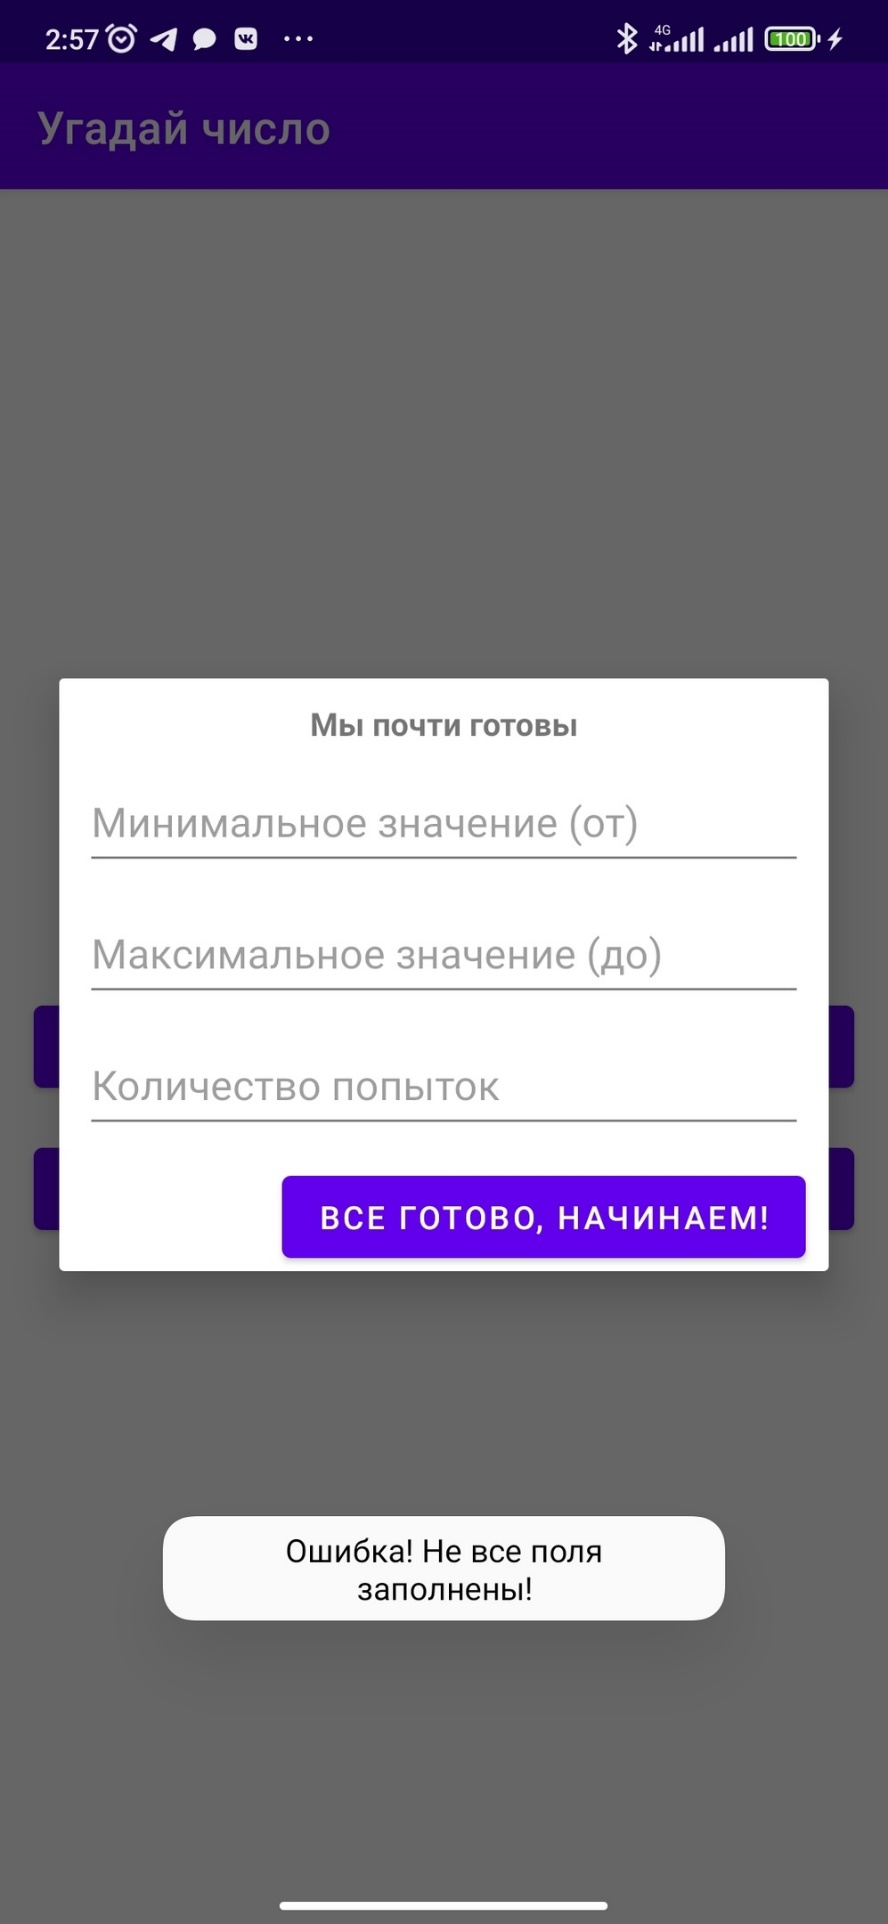 2:57
4G
100
Угадай число
Мы почти готовы
Минимальное значение (от)
Максимальное значение (до)
Количество попыток
ВСЕ ГОТОВО, НАЧИНАЕМ!
Ошибка! Не все поля
заполнены!